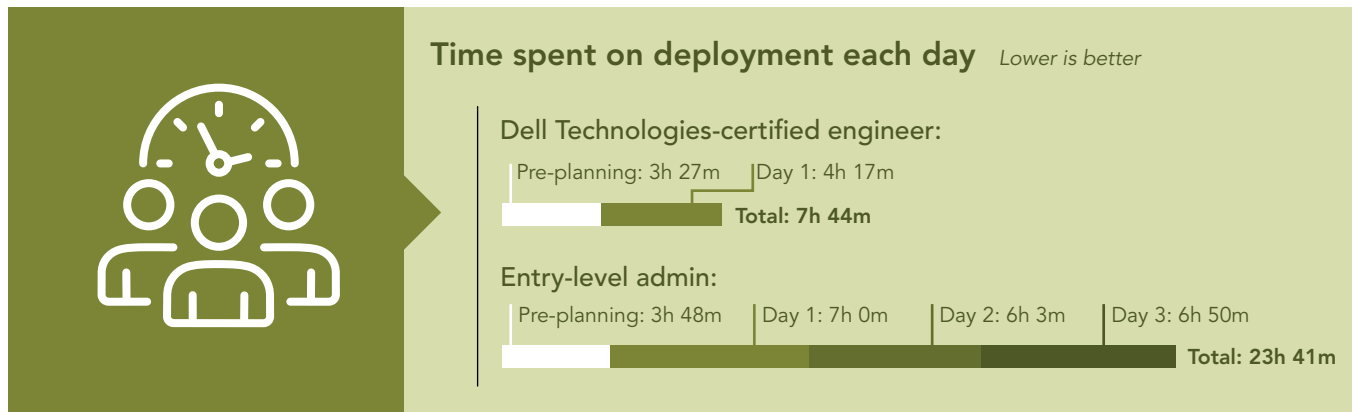 Time spent on deployment each day Lower is better
Dell Technologies-certified engineer:
Pre-planning: 3h 27m Day 1: 4h 17m
Total: 7h 44m
Entry-level admin:
Pre-planning: 3h 48m Day 1: 7h 0m Day 2: 6h 3m Day 3: 6h 50m
Total: 23h 41m